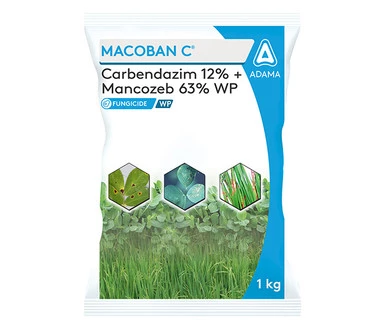 MACOBAN C®
ADAMA
Carbendazim 12% +
Mancozeb 63% WP
FUNGICIDE WP
1 kg